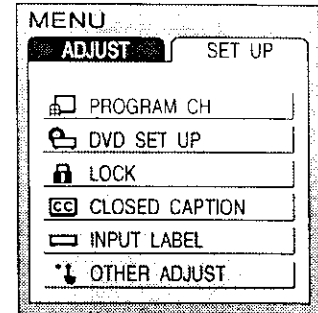 MENU
ADJUST SET UP
PROGRAM CH
DVD SET UP
LOCK
CC CLOSED CAPTION
INPUT LABEL
OTHER ADJUST